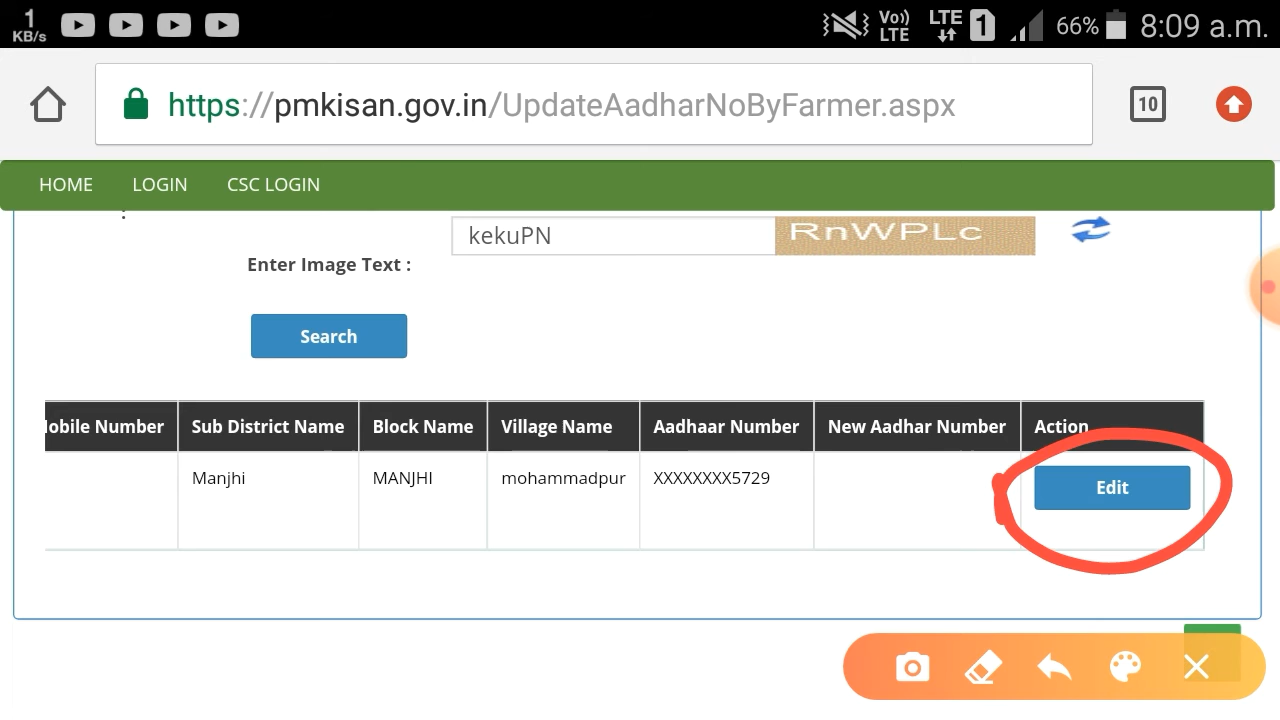 1
KB/s
Vo))
LTE
LTE
1
66%
8:09 a.m.
https://pmkisan.gov.in/UpdateAadharNoByFarmer.aspx
10
HOME LOGIN CSC LOGIN
:
kekuPN RnWPLc
Enter Image Text :
Search
Mobile Number Sub District Name Block Name Village Name Aadhaar Number New Aadhar Number Action
Manjhi MANJHI mohammadpur XXXXXXXX5729 Edit